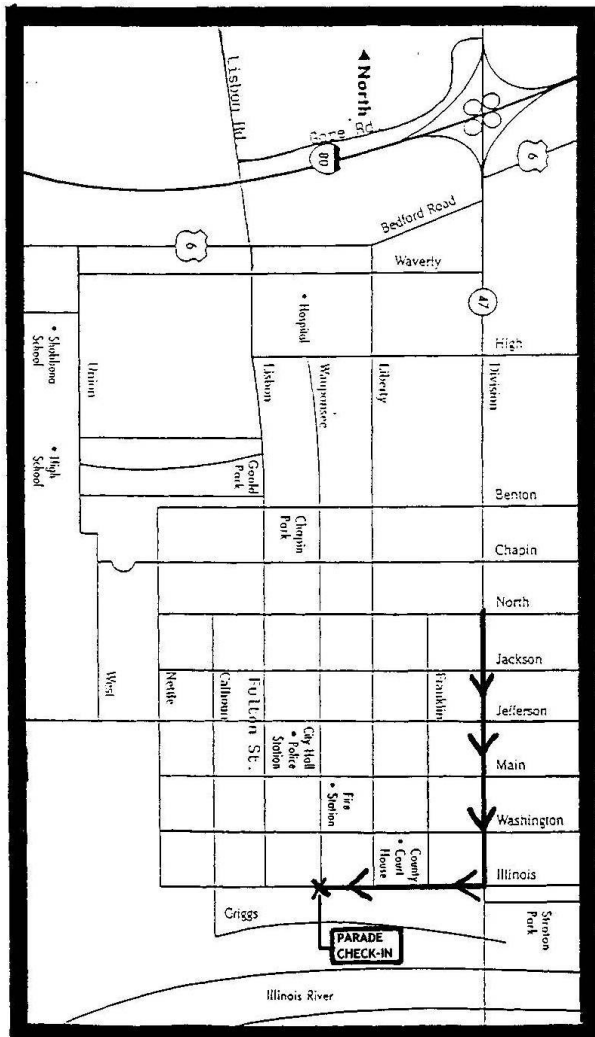 Lisbon Rd
North
Rd
80
6
Bedford Road
6
Waverly
47
Hospital
High
Shabbona
School
Union
Lisbon
Wauponsee
Liberty
Division
High
School
Gould
Park
Benton
Chapin
Park
Chapin
North
West
Nettle
Calhoun
Fulton St.
Franklin
Jackson
Jefferson
City Hall
Police
Station
Main
Fire
Station
Washington
County
Court
House
Illinois
Griggs
Stratton
Park
PARADE
CHECK-IN
Illinois River